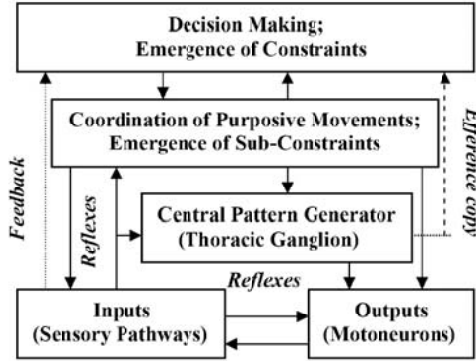 Decision Making;
Emergence of Constraints
Coordination of Purposive Movements;
Emergence of Sub-Constraints
Feedback
Reflexes
Central Pattern Generator
(Thoracic Ganglion)
Efference copy
Reflexes
Inputs
(Sensory Pathways)
Outputs
(Motoneurons)